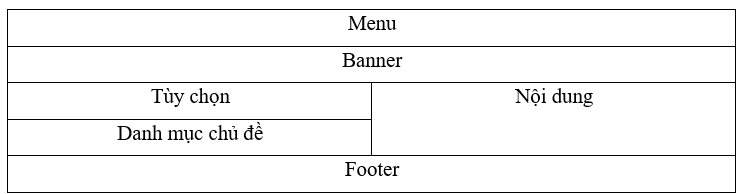 Menu
Banner
Tùy chọn
Nội dung
Danh mục chủ đề
Footer